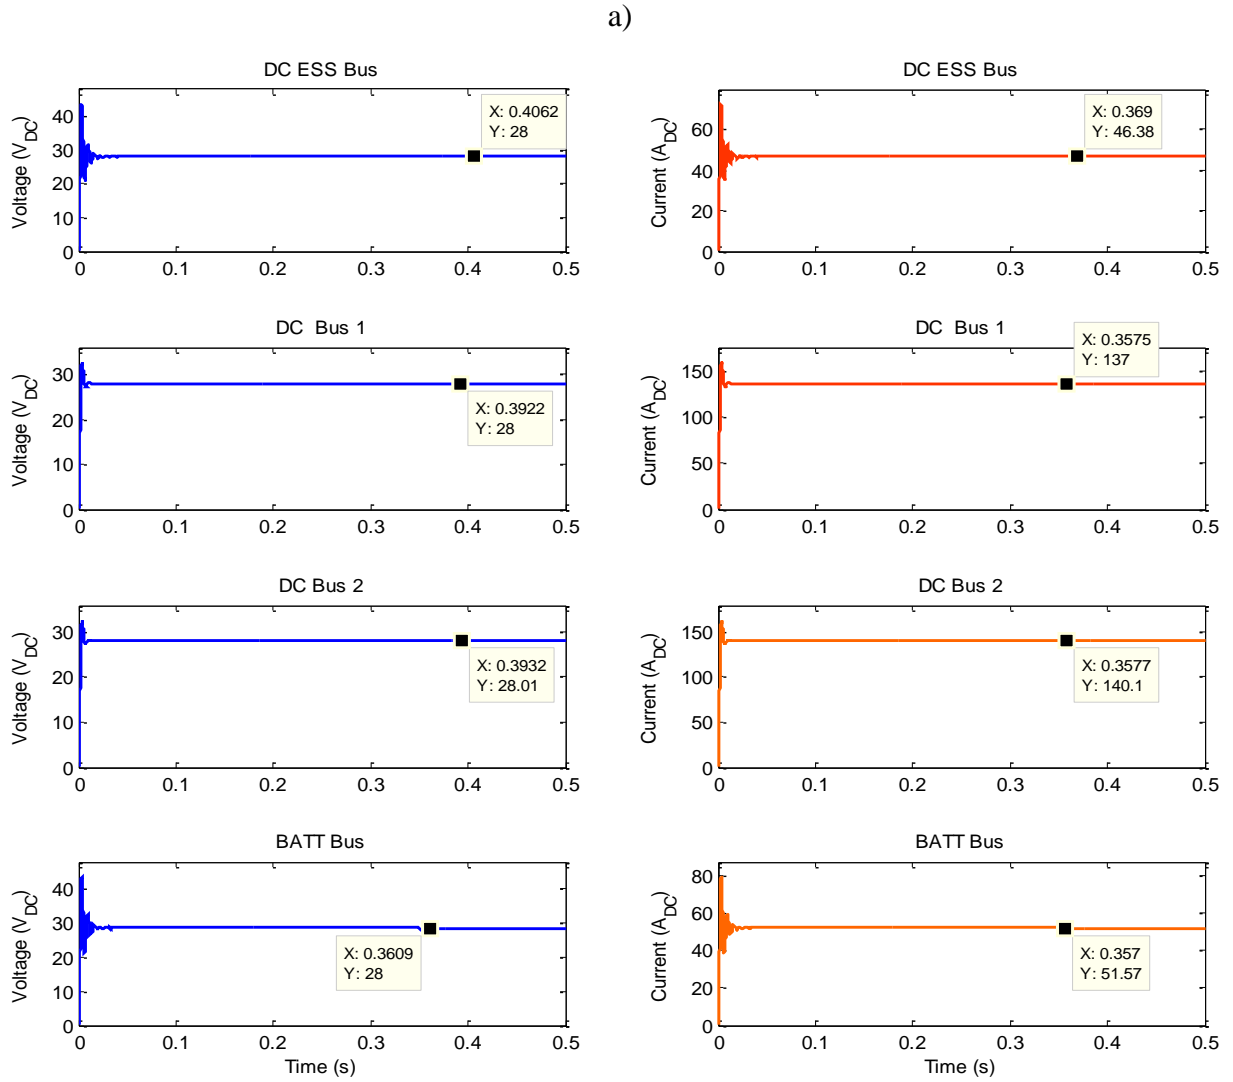 a)
DC ESS Bus
Voltage (V_DC)
40
30
20
10
0
0 0.1 0.2 0.3 0.4 0.5
X: 0.4062
Y: 28
DC ESS Bus
Current (A_DC)
60
40
20
0
0 0.1 0.2 0.3 0.4 0.5
X: 0.369
Y: 46.38
DC Bus 1
Voltage (V_DC)
30
20
10
0
0 0.1 0.2 0.3 0.4 0.5
X: 0.3922
Y: 28
DC Bus 1
Current (A_DC)
150
100
50
0
0 0.1 0.2 0.3 0.4 0.5
X: 0.3575
Y: 137
DC Bus 2
Voltage (V_DC)
30
20
10
0
0 0.1 0.2 0.3 0.4 0.5
X: 0.3932
Y: 28.01
DC Bus 2
Current (A_DC)
150
100
50
0
0 0.1 0.2 0.3 0.4 0.5
X: 0.3577
Y: 140.1
BATT Bus
Voltage (V_DC)
40
30
20
10
0
0 0.1 0.2 0.3 0.4 0.5
Time (s)
X: 0.3609
Y: 28
BATT Bus
Current (A_DC)
80
60
40
20
0
0 0.1 0.2 0.3 0.4 0.5
Time (s)
X: 0.357
Y: 51.57